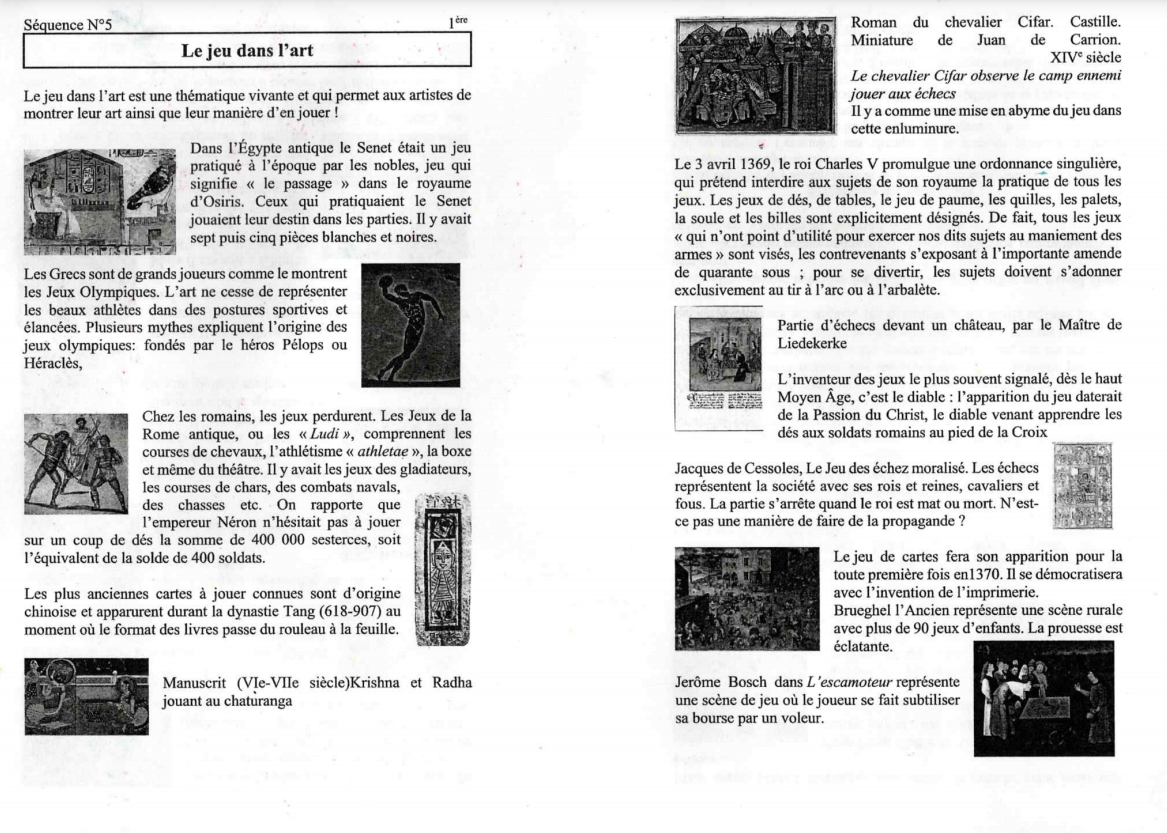 Séquence N°5 1ère
Le jeu dans l'art
Le jeu dans l'art est une thématique vivante et qui permet aux artistes de
montrer leur art ainsi que leur manière d'en jouer !
Dans l'Égypte antique le Senet était un jeu
pratiqué à l'époque par les nobles, jeu qui
signifie « le passage » dans le royaume
d'Osiris. Ceux qui pratiquaient le Senet
jouaient leur destin dans les parties. Il y avait
sept puis cinq pièces blanches et noires.
Les Grecs sont de grands joueurs comme le montrent
les Jeux Olympiques. L'art ne cesse de représenter
les beaux athlètes dans des postures sportives et
élancées. Plusieurs mythes expliquent l'origine des
jeux olympiques: fondés par le héros Pélops ou
Héraclès,
Chez les romains, les jeux perdurent. Les Jeux de la
Rome antique, ou les « Ludi », comprennent les
courses de chevaux, l'athlétisme « athletae », la boxe
et même du théâtre. Il y avait les jeux des gladiateurs,
les courses de chars, des combats navals,
des chasses etc. On rapporte que
l'empereur Néron n'hésitait pas à jouer
sur un coup de dés la somme de 400 000 sesterces, soit
l'équivalent de la solde de 400 soldats.
Les plus anciennes cartes à jouer connues sont d'origine
chinoise et apparurent durant la dynastie Tang (618-907) au
moment où le format des livres passe du rouleau à la feuille.
Manuscrit (VIe-VIIe siècle)Krishna et Radha
jouant au chaturanga
Roman du chevalier Cifar. Castille.
Miniature de Juan de Carrion.
XIVe siècle
Le chevalier Cifar observe le camp ennemi
jouer aux échecs
Il y a comme une mise en abyme du jeu dans
cette enluminure.
Le 3 avril 1369, le roi Charles V promulgue une ordonnance singulière,
qui prétend interdire aux sujets de son royaume la pratique de tous les
jeux. Les jeux de dés, de tables, le jeu de paume, les quilles, les palets,
la soule et les billes sont explicitement désignés. De fait, tous les jeux
« qui n'ont point d'utilité pour exercer nos dits sujets au maniement des
armes » sont visés, les contrevenants s'exposant à l'importante amende
de quarante sous ; pour se divertir, les sujets doivent s'adonner
exclusivement au tir à l'arc ou à l'arbalète.
Partie d'échecs devant un château, par le Maître de
Liedekerke
L'inventeur des jeux le plus souvent signalé, dès le haut
Moyen Âge, c'est le diable : l'apparition du jeu daterait
de la Passion du Christ, le diable venant apprendre les
dés aux soldats romains au pied de la Croix
Jacques de Cessoles, Le Jeu des échez moralisé. Les échecs
représentent la société avec ses rois et reines, cavaliers et
fous. La partie s'arrête quand le roi est mat ou mort. N'est-
ce pas une manière de faire de la propagande ?
Le jeu de cartes fera son apparition pour la
toute première fois en1370. Il se démocratisera
avec l'invention de l'imprimerie.
Brueghel l'Ancien représente une scène rurale
avec plus de 90 jeux d'enfants. La prouesse est
éclatante.
Jerôme Bosch dans L'escamoteur représente
une scène de jeu où le joueur se fait subtiliser
sa bourse par un voleur.